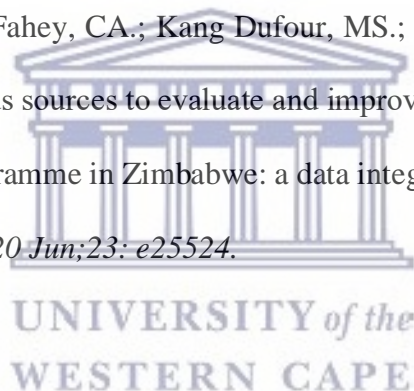 Fahey, CA.; Kang Dufour, MS.;
sources to evaluate and improv
ramme in Zimbabwe: a data integ
20 Jun;23: e25524.
UNIVERSITY of the
WESTERN CAPE